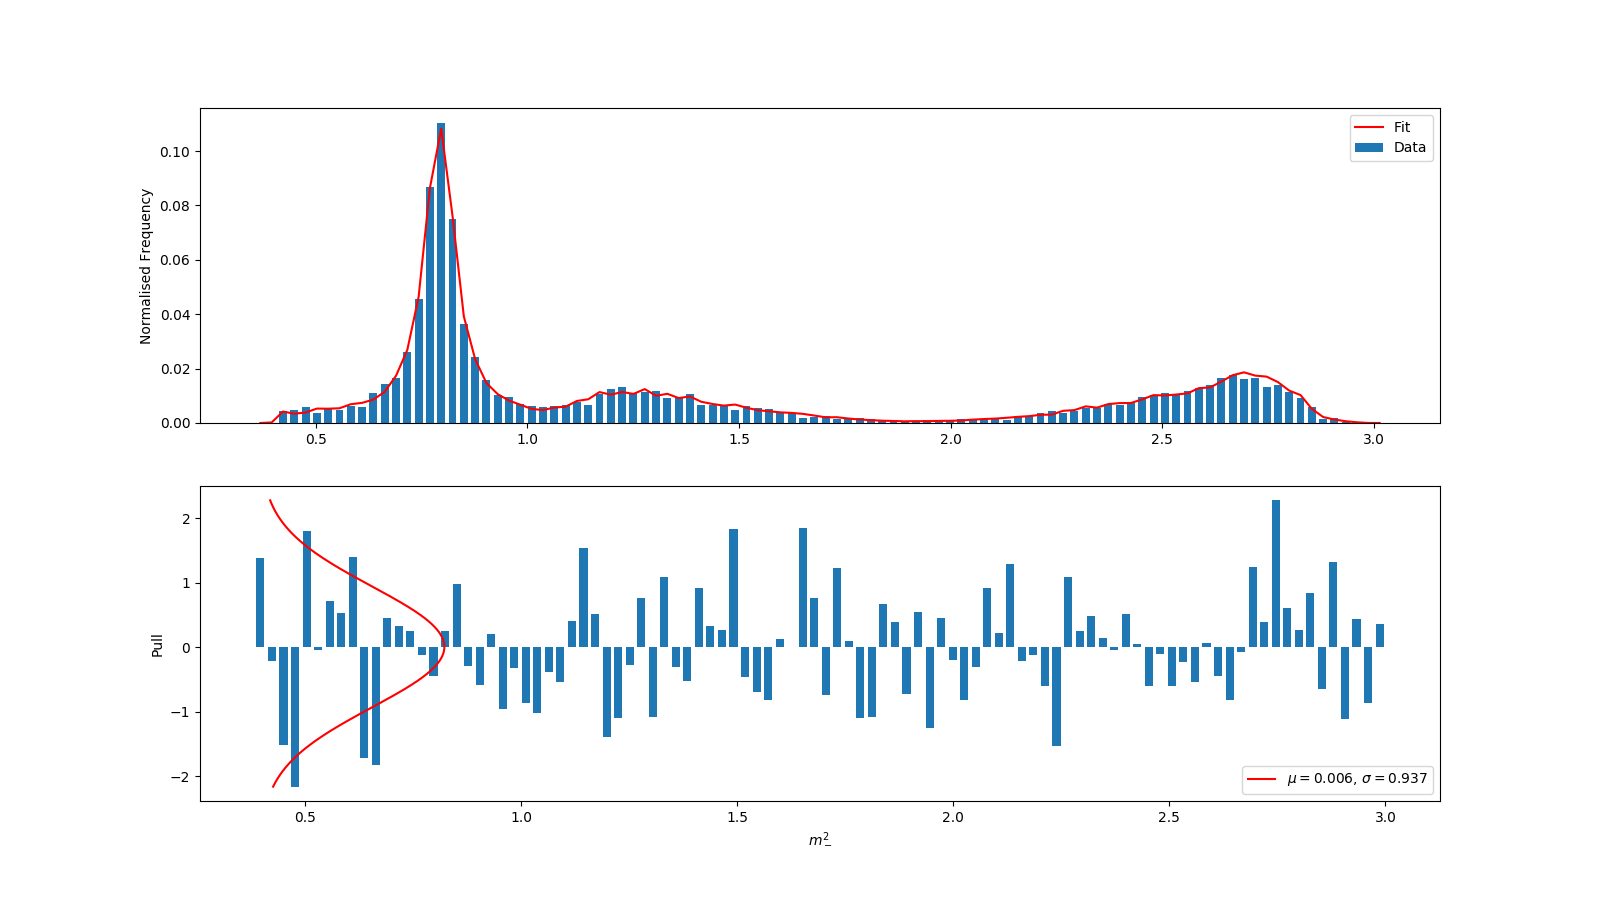 Normalised Frequency
0.10
0.08
0.06
0.04
0.02
0.00
0.5 1.0 1.5 2.0 2.5 3.0
Fit
Data
Pull
2
1
0
−1
−2
0.5 1.0 1.5 2.0 2.5 3.0
μ = 0.006, σ = 0.937
m²₋